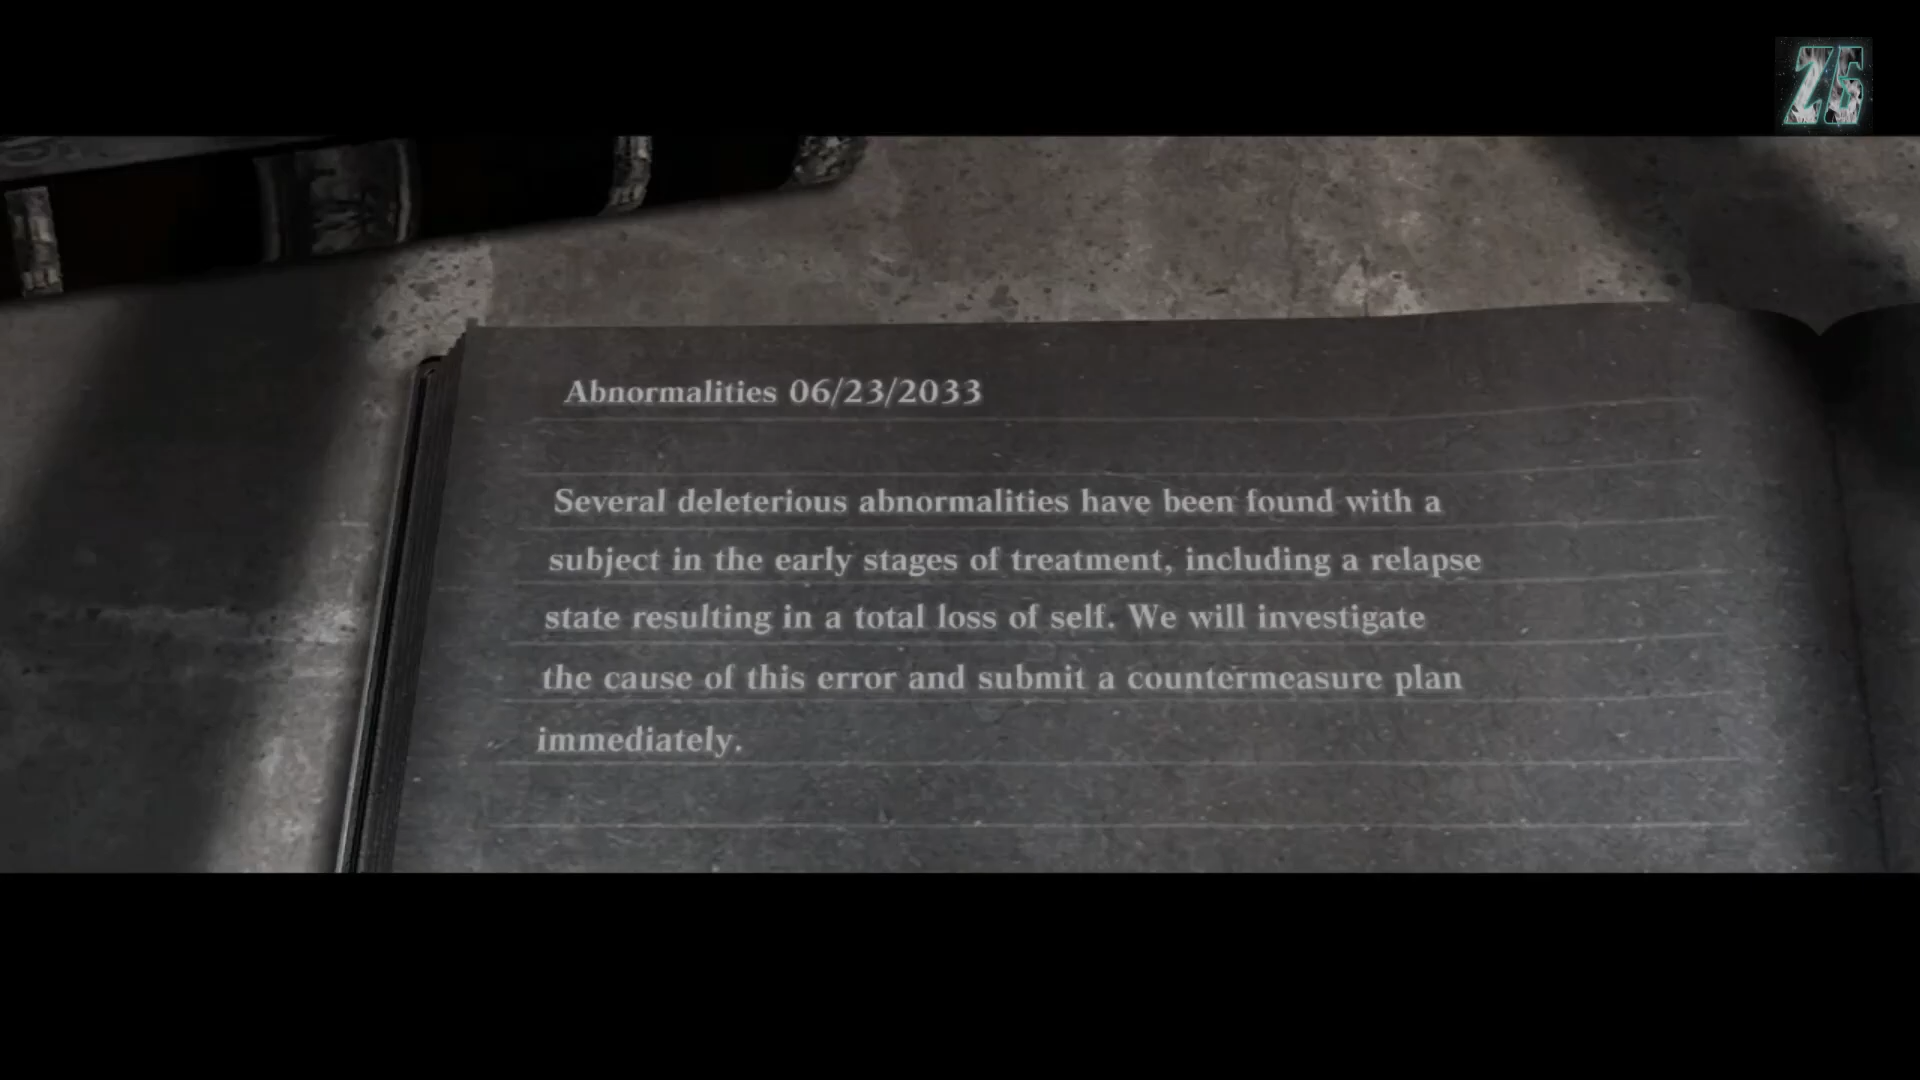 ZG
Abnormalities 06/23/2033
Several deleterious abnormalities have been found with a
subject in the early stages of treatment, including a relapse
state resulting in a total loss of self. We will investigate
the cause of this error and submit a countermeasure plan
immediately.